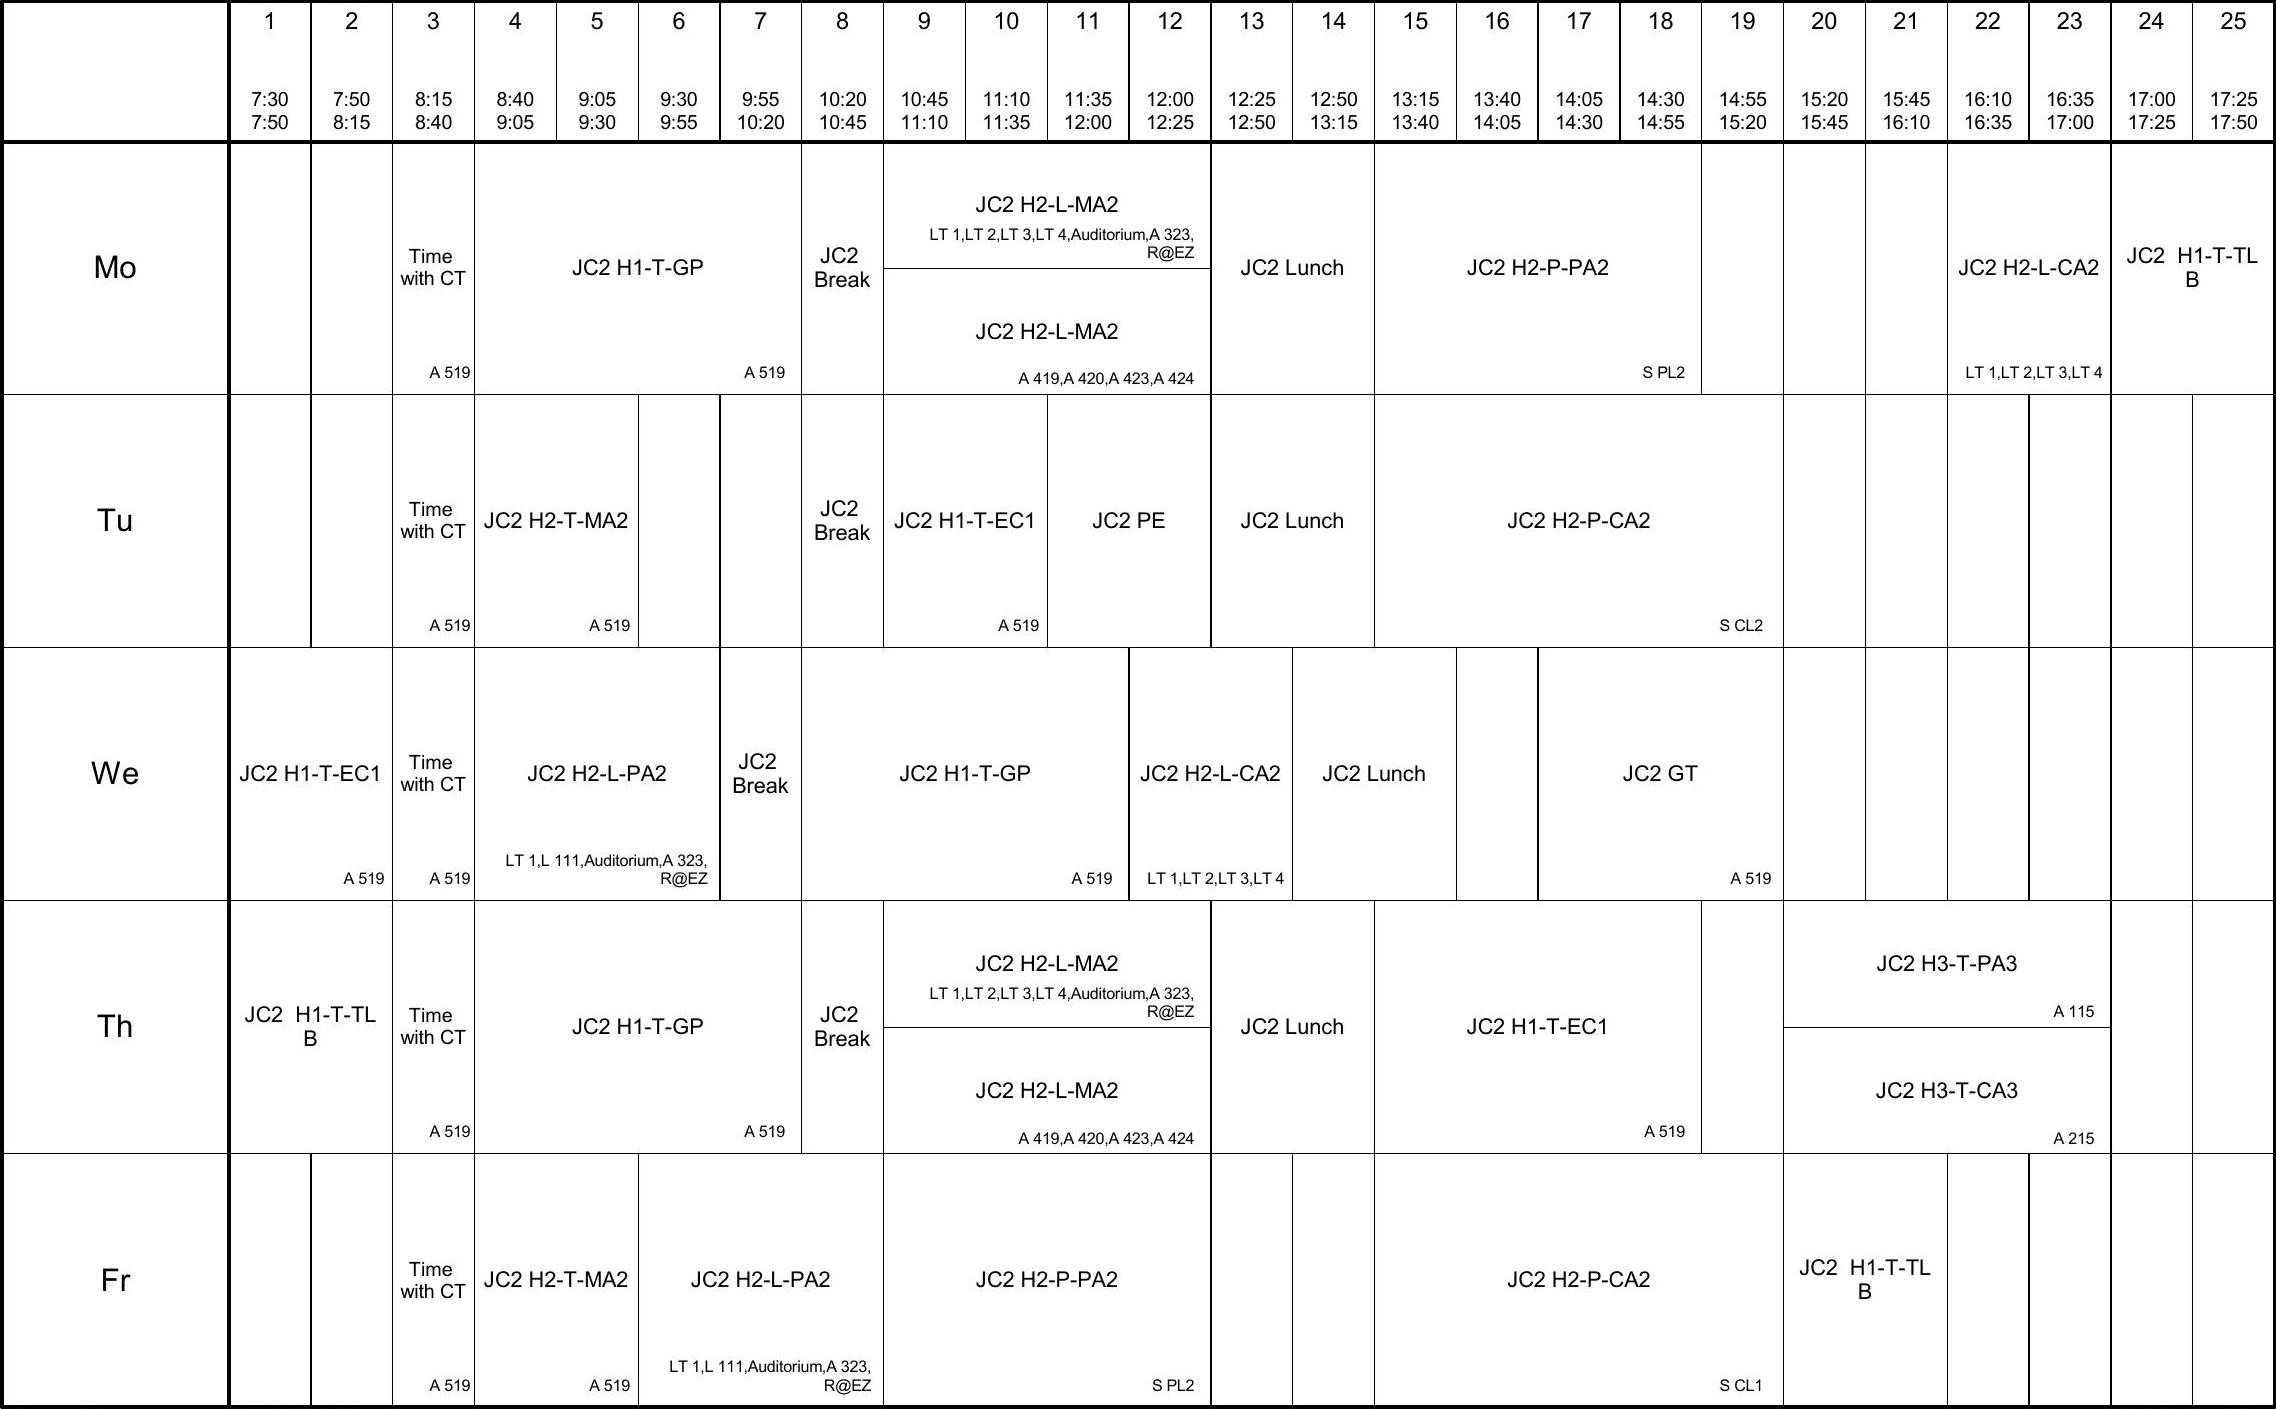 1 2 3 4 5 6 7 8 9 10 11 12 13 14 15 16 17 18 19 20 21 22 23 24 25
7:30 7:50 8:15 8:40 9:05 9:30 9:55 10:20 10:45 11:10 11:35 12:00 12:25 12:50 13:15 13:40 14:05 14:30 14:55 15:20 15:45 16:10 16:35 17:00 17:25
7:50 8:15 8:40 9:05 9:30 9:55 10:20 10:45 11:10 11:35 12:00 12:25 12:50 13:15 13:40 14:05 14:30 14:55 15:20 15:45 16:10 16:35 17:00 17:25 17:50
Mo
Time
with CT
A 519
JC2 H1-T-GP
A 519
JC2
Break
JC2 H2-L-MA2
LT 1,LT 2,LT 3,LT 4,Auditorium,A 323,
R@EZ
JC2 H2-L-MA2
A 419,A 420,A 423,A 424
JC2 Lunch
JC2 H2-P-PA2
S PL2
JC2 H2-L-CA2
LT 1,LT 2,LT 3,LT 4
JC2 H1-T-TL
B
Tu
Time
with CT
A 519
JC2 H2-T-MA2
A 519
JC2
Break
JC2 H1-T-EC1
A 519
JC2 PE
JC2 Lunch
JC2 H2-P-CA2
S CL2
We
JC2 H1-T-EC1
A 519
Time
with CT
A 519
JC2 H2-L-PA2
LT 1,L 111,Auditorium,A 323,
R@EZ
JC2
Break
JC2 H1-T-GP
A 519
JC2 H2-L-CA2
LT 1,LT 2,LT 3,LT 4
JC2 Lunch
JC2 GT
A 519
Th
JC2 H1-T-TL
B
Time
with CT
A 519
JC2 H1-T-GP
A 519
JC2
Break
JC2 H2-L-MA2
LT 1,LT 2,LT 3,LT 4,Auditorium,A 323,
R@EZ
JC2 H2-L-MA2
A 419,A 420,A 423,A 424
JC2 Lunch
JC2 H1-T-EC1
A 519
JC2 H3-T-PA3
A 115
JC2 H3-T-CA3
A 215
Fr
Time
with CT
A 519
JC2 H2-T-MA2
A 519
JC2 H2-L-PA2
LT 1,L 111,Auditorium,A 323,
R@EZ
JC2 H2-P-PA2
S PL2
JC2 H2-P-CA2
S CL1
JC2 H1-T-TL
B